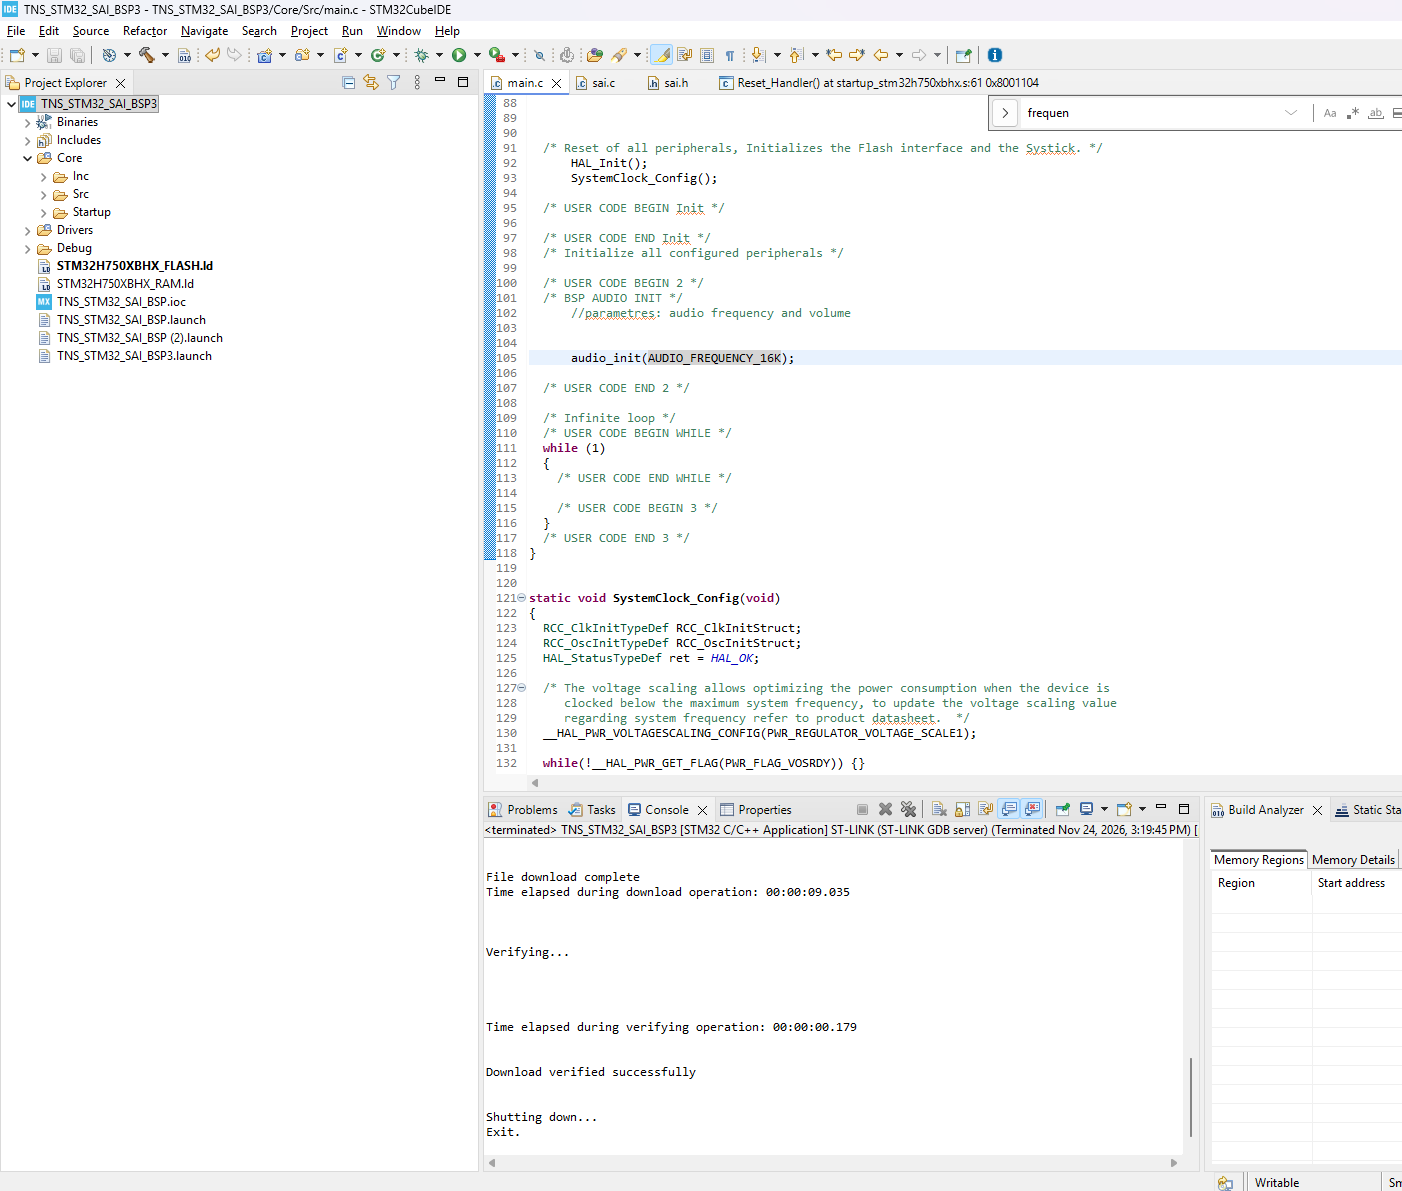 TNS_STM32_SAI_BSP3 - TNS_STM32_SAI_BSP3/Core/Src/main.c - STM32CubeIDE
File Edit Source Refactor Navigate Search Project Run Window Help
Project Explorer
TNS_STM32_SAI_BSP3
Binaries
Includes
Core
Inc
Src
Startup
Drivers
Debug
STM32H750XBHX_FLASH.ld
STM32H750XBHX_RAM.ld
TNS_STM32_SAI_BSP.ioc
TNS_STM32_SAI_BSP.launch
TNS_STM32_SAI_BSP (2).launch
TNS_STM32_SAI_BSP3.launch
main.c sai.c sai.h Reset_Handler() at startup_stm32h750xbhx.s:61 0x8001104
frequen
Aa .* ab
88
89
90
91 /* Reset of all peripherals, Initializes the Flash interface and the Systick. */
92 HAL_Init();
93 SystemClock_Config();
94
95 /* USER CODE BEGIN Init */
96
97 /* USER CODE END Init */
98 /* Initialize all configured peripherals */
99
100 /* USER CODE BEGIN 2 */
101 /* BSP AUDIO INIT */
102 //parametres: audio frequency and volume
103
104
105 audio_init(AUDIO_FREQUENCY_16K);
106
107 /* USER CODE END 2 */
108
109 /* Infinite loop */
110 /* USER CODE BEGIN WHILE */
111 while (1)
112 {
113 /* USER CODE END WHILE */
114
115 /* USER CODE BEGIN 3 */
116 }
117 /* USER CODE END 3 */
118 }
119
120
121 static void SystemClock_Config(void)
122 {
123 RCC_ClkInitTypeDef RCC_ClkInitStruct;
124 RCC_OscInitTypeDef RCC_OscInitStruct;
125 HAL_StatusTypeDef ret = HAL_OK;
126
127 /* The voltage scaling allows optimizing the power consumption when the device is
128 clocked below the maximum system frequency, to update the voltage scaling value
129 regarding system frequency refer to product datasheet. */
130 __HAL_PWR_VOLTAGESCALING_CONFIG(PWR_REGULATOR_VOLTAGE_SCALE1);
131
132 while(!__HAL_PWR_GET_FLAG(PWR_FLAG_VOSRDY)) {}
Problems Tasks Console Properties
<terminated> TNS_STM32_SAI_BSP3 [STM32 C/C++ Application] ST-LINK (ST-LINK GDB server) (Terminated Nov 24, 2026, 3:19:45 PM) [
File download complete
Time elapsed during download operation: 00:00:09.035
Verifying...
Time elapsed during verifying operation: 00:00:00.179
Download verified successfully
Shutting down...
Exit.
Build Analyzer Static Sta
Memory Regions Memory Details
Region Start address
Writable Sm